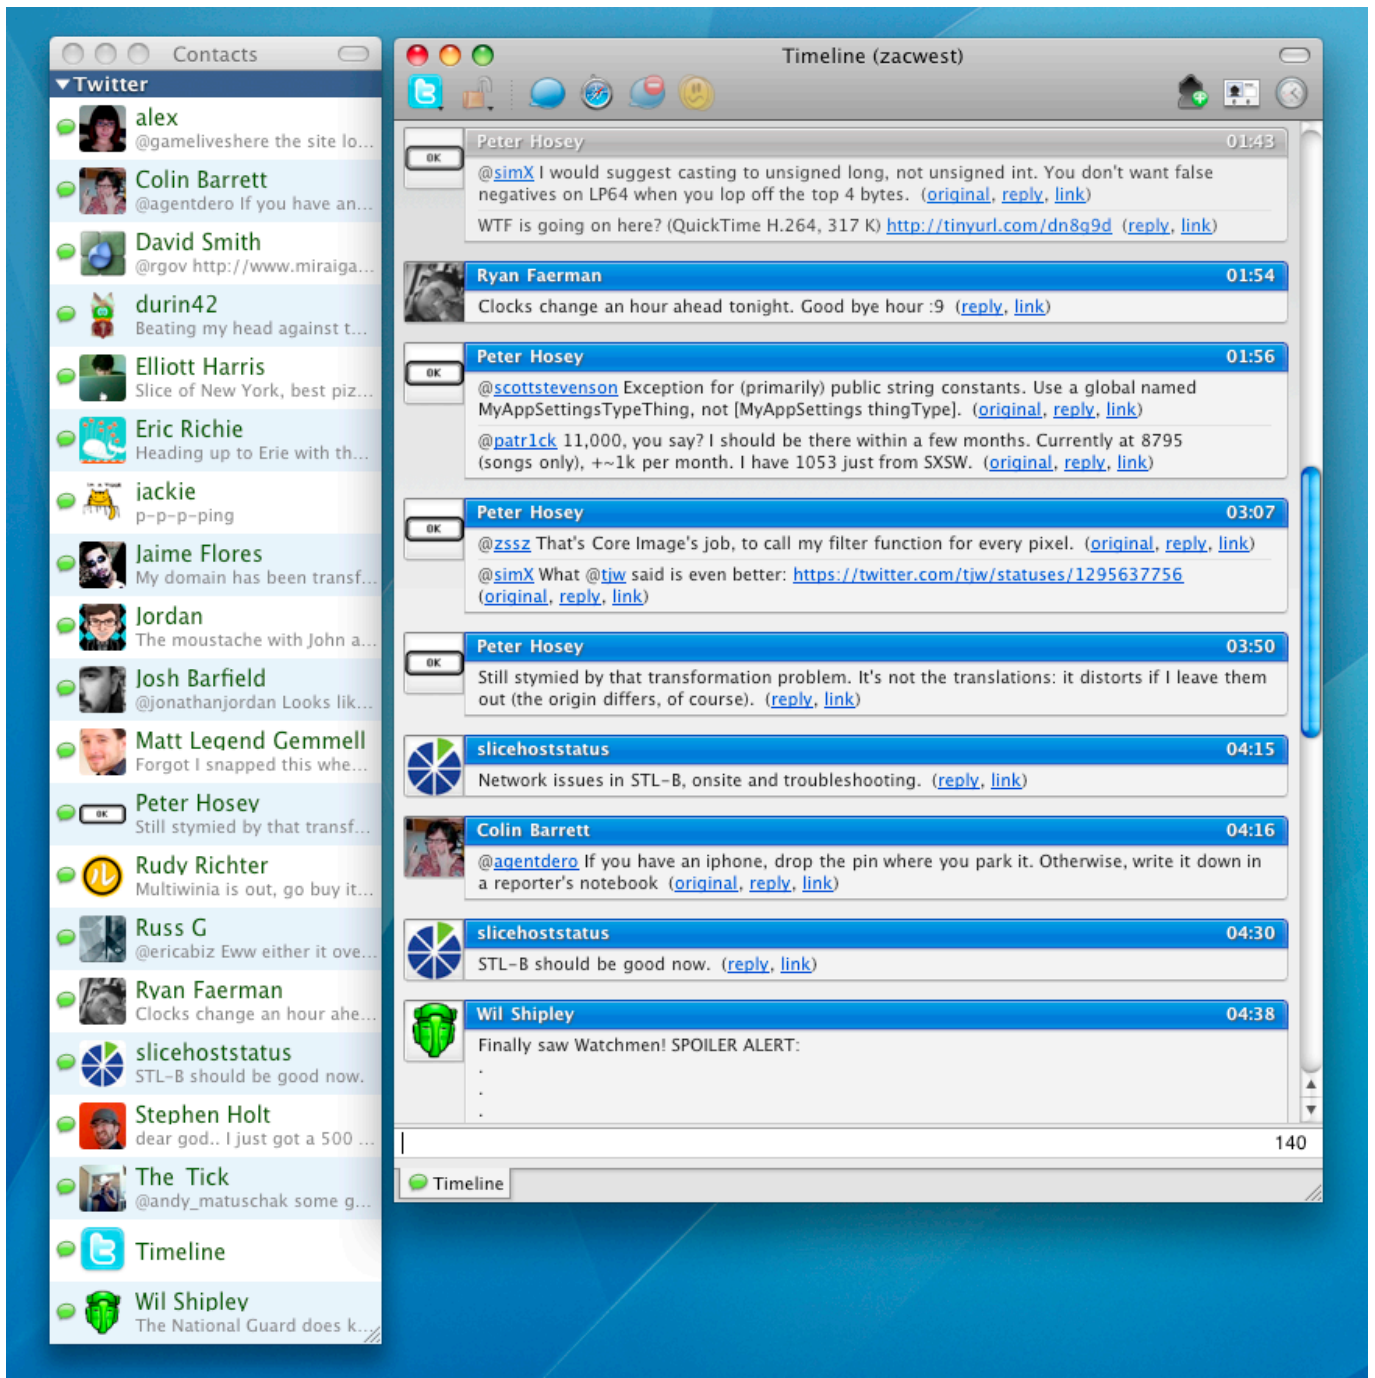 Contacts
Twitter
alex
@gameliveshere the site lo...
Colin Barrett
@agentdero If you have an...
David Smith
@rgov http://www.miraiga...
durin42
Beating my head against t...
Elliott Harris
Slice of New York, best piz...
Eric Richie
Heading up to Erie with th...
jackie
p-p-p-ping
Jaime Flores
My domain has been transf...
Jordan
The moustache with John a...
Josh Barfield
@jonathanjordan Looks lik...
Matt Legend Gemmell
Forgot I snapped this whe...
OK
Peter Hosey
Still stymied by that transf...
Rudy Richter
Multiwinia is out, go buy it...
Russ G
@ericabiz Eww either it ove...
Ryan Faerman
Clocks change an hour ahe...
slicehoststatus
STL-B should be good now.
Stephen Holt
dear god.. I just got a 500 ...
The Tick
@andy_matuschak some g...
Timeline
Wil Shipley
The National Guard does k...
Timeline (zacwest)
OK
Peter Hosey 01:43
@simX I would suggest casting to unsigned long, not unsigned int. You don't want false
negatives on LP64 when you lop off the top 4 bytes. (original, reply, link)
WTF is going on here? (QuickTime H.264, 317 K) http://tinyurl.com/dn8g9d (reply, link)
Ryan Faerman 01:54
Clocks change an hour ahead tonight. Good bye hour :9 (reply, link)
OK
Peter Hosey 01:56
@scottstevenson Exception for (primarily) public string constants. Use a global named
MyAppSettingsTypeThing, not [MyAppSettings thingType]. (original, reply, link)
@patr1ck 11,000, you say? I should be there within a few months. Currently at 8795
(songs only), +~1k per month. I have 1053 just from SXSW. (original, reply, link)
OK
Peter Hosey 03:07
@zssz That's Core Image's job, to call my filter function for every pixel. (original, reply, link)
@simX What @tjw said is even better: https://twitter.com/tjw/statuses/1295637756
(original, reply, link)
OK
Peter Hosey 03:50
Still stymied by that transformation problem. It's not the translations: it distorts if I leave them
out (the origin differs, of course). (reply, link)
slicehoststatus 04:15
Network issues in STL-B, onsite and troubleshooting. (reply, link)
Colin Barrett 04:16
@agentdero If you have an iphone, drop the pin where you park it. Otherwise, write it down in
a reporter's notebook (original, reply, link)
slicehoststatus 04:30
STL-B should be good now. (reply, link)
Wil Shipley 04:38
Finally saw Watchmen! SPOILER ALERT:
.
.
.
140
Timeline